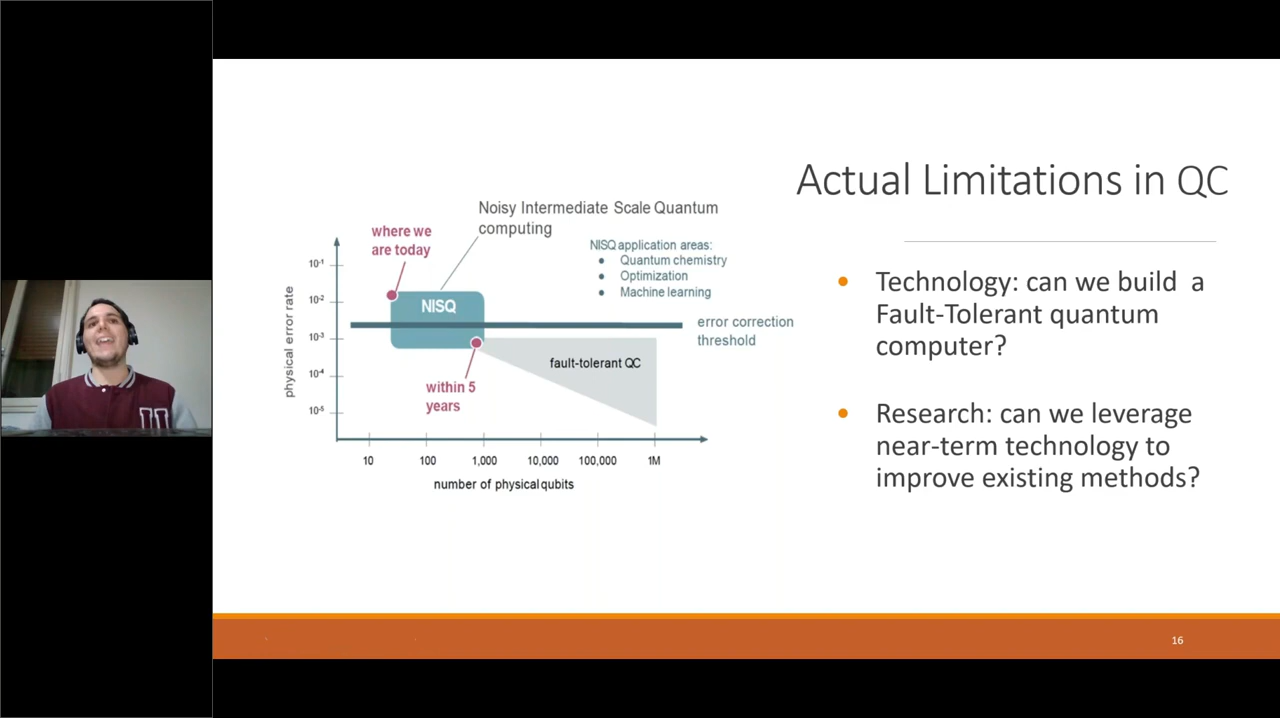 Actual Limitations in QC
Noisy Intermediate Scale Quantum
computing
where we
are today
NISQ application areas:
● Quantum chemistry
● Optimization
● Machine learning
10⁻¹
10⁻²
10⁻³
10⁻⁴
10⁻⁵
physical error rate
NISQ
error correction
threshold
fault-tolerant QC
within 5
years
10
100
1,000
10,000
100,000
1M
number of physical qubits
• Technology: can we build a
Fault-Tolerant quantum
computer?
• Research: can we leverage
near-term technology to
improve existing methods?
16